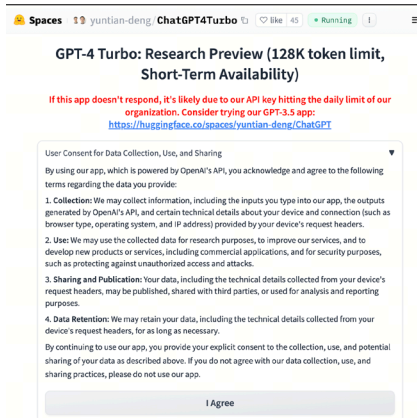 Spaces yuntian-deng/ChatGPT4Turbo like 45 Running
GPT-4 Turbo: Research Preview (128K token limit,
Short-Term Availability)
If this app doesn't respond, it's likely due to our API key hitting the daily limit of our
organization. Consider trying our GPT-3.5 app:
https://huggingface.co/spaces/yuntian-deng/ChatGPT
User Consent for Data Collection, Use, and Sharing ▼
By using our app, which is powered by OpenAI's API, you acknowledge and agree to the following
terms regarding the data you provide:
1. Collection: We may collect information, including the inputs you type into our app, the outputs
generated by OpenAI's API, and certain technical details about your device and connection (such as
browser type, operating system, and IP address) provided by your device's request headers.
2. Use: We may use the collected data for research purposes, to improve our services, and to
develop new products or services, including commercial applications, and for security purposes,
such as protecting against unauthorized access and attacks.
3. Sharing and Publication: Your data, including the technical details collected from your device's
request headers, may be published, shared with third parties, or used for analysis and reporting
purposes.
4. Data Retention: We may retain your data, including the technical details collected from your
device's request headers, for as long as necessary.
By continuing to use our app, you provide your explicit consent to the collection, use, and potential
sharing of your data as described above. If you do not agree with our data collection, use, and
sharing practices, please do not use our app.
I Agree